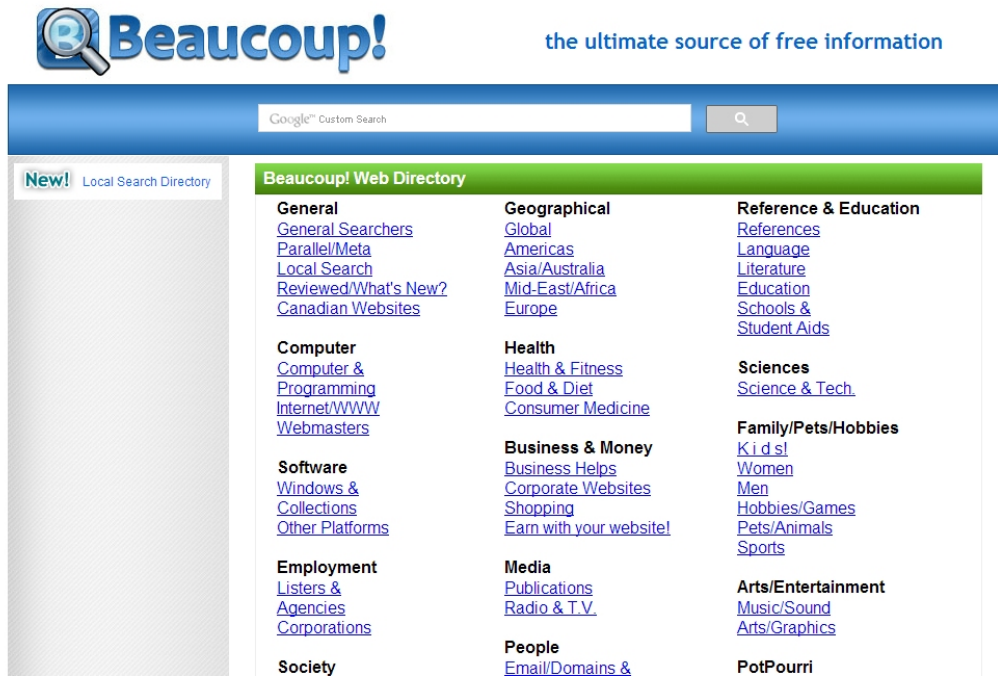 Beaucoup!
the ultimate source of free information
Google™ Custom Search
New! Local Search Directory
Beaucoup! Web Directory
General
General Searchers
Parallel/Meta
Local Search
Reviewed/What's New?
Canadian Websites
Computer
Computer &
Programming
Internet/WWW
Webmasters
Software
Windows &
Collections
Other Platforms
Employment
Listers &
Agencies
Corporations
Society
Geographical
Global
Americas
Asia/Australia
Mid-East/Africa
Europe
Health
Health & Fitness
Food & Diet
Consumer Medicine
Business & Money
Business Helps
Corporate Websites
Shopping
Earn with your website!
Media
Publications
Radio & T.V.
People
Email/Domains &
Reference & Education
References
Language
Literature
Education
Schools &
Student Aids
Sciences
Science & Tech.
Family/Pets/Hobbies
K i d s!
Women
Men
Hobbies/Games
Pets/Animals
Sports
Arts/Entertainment
Music/Sound
Arts/Graphics
PotPourri